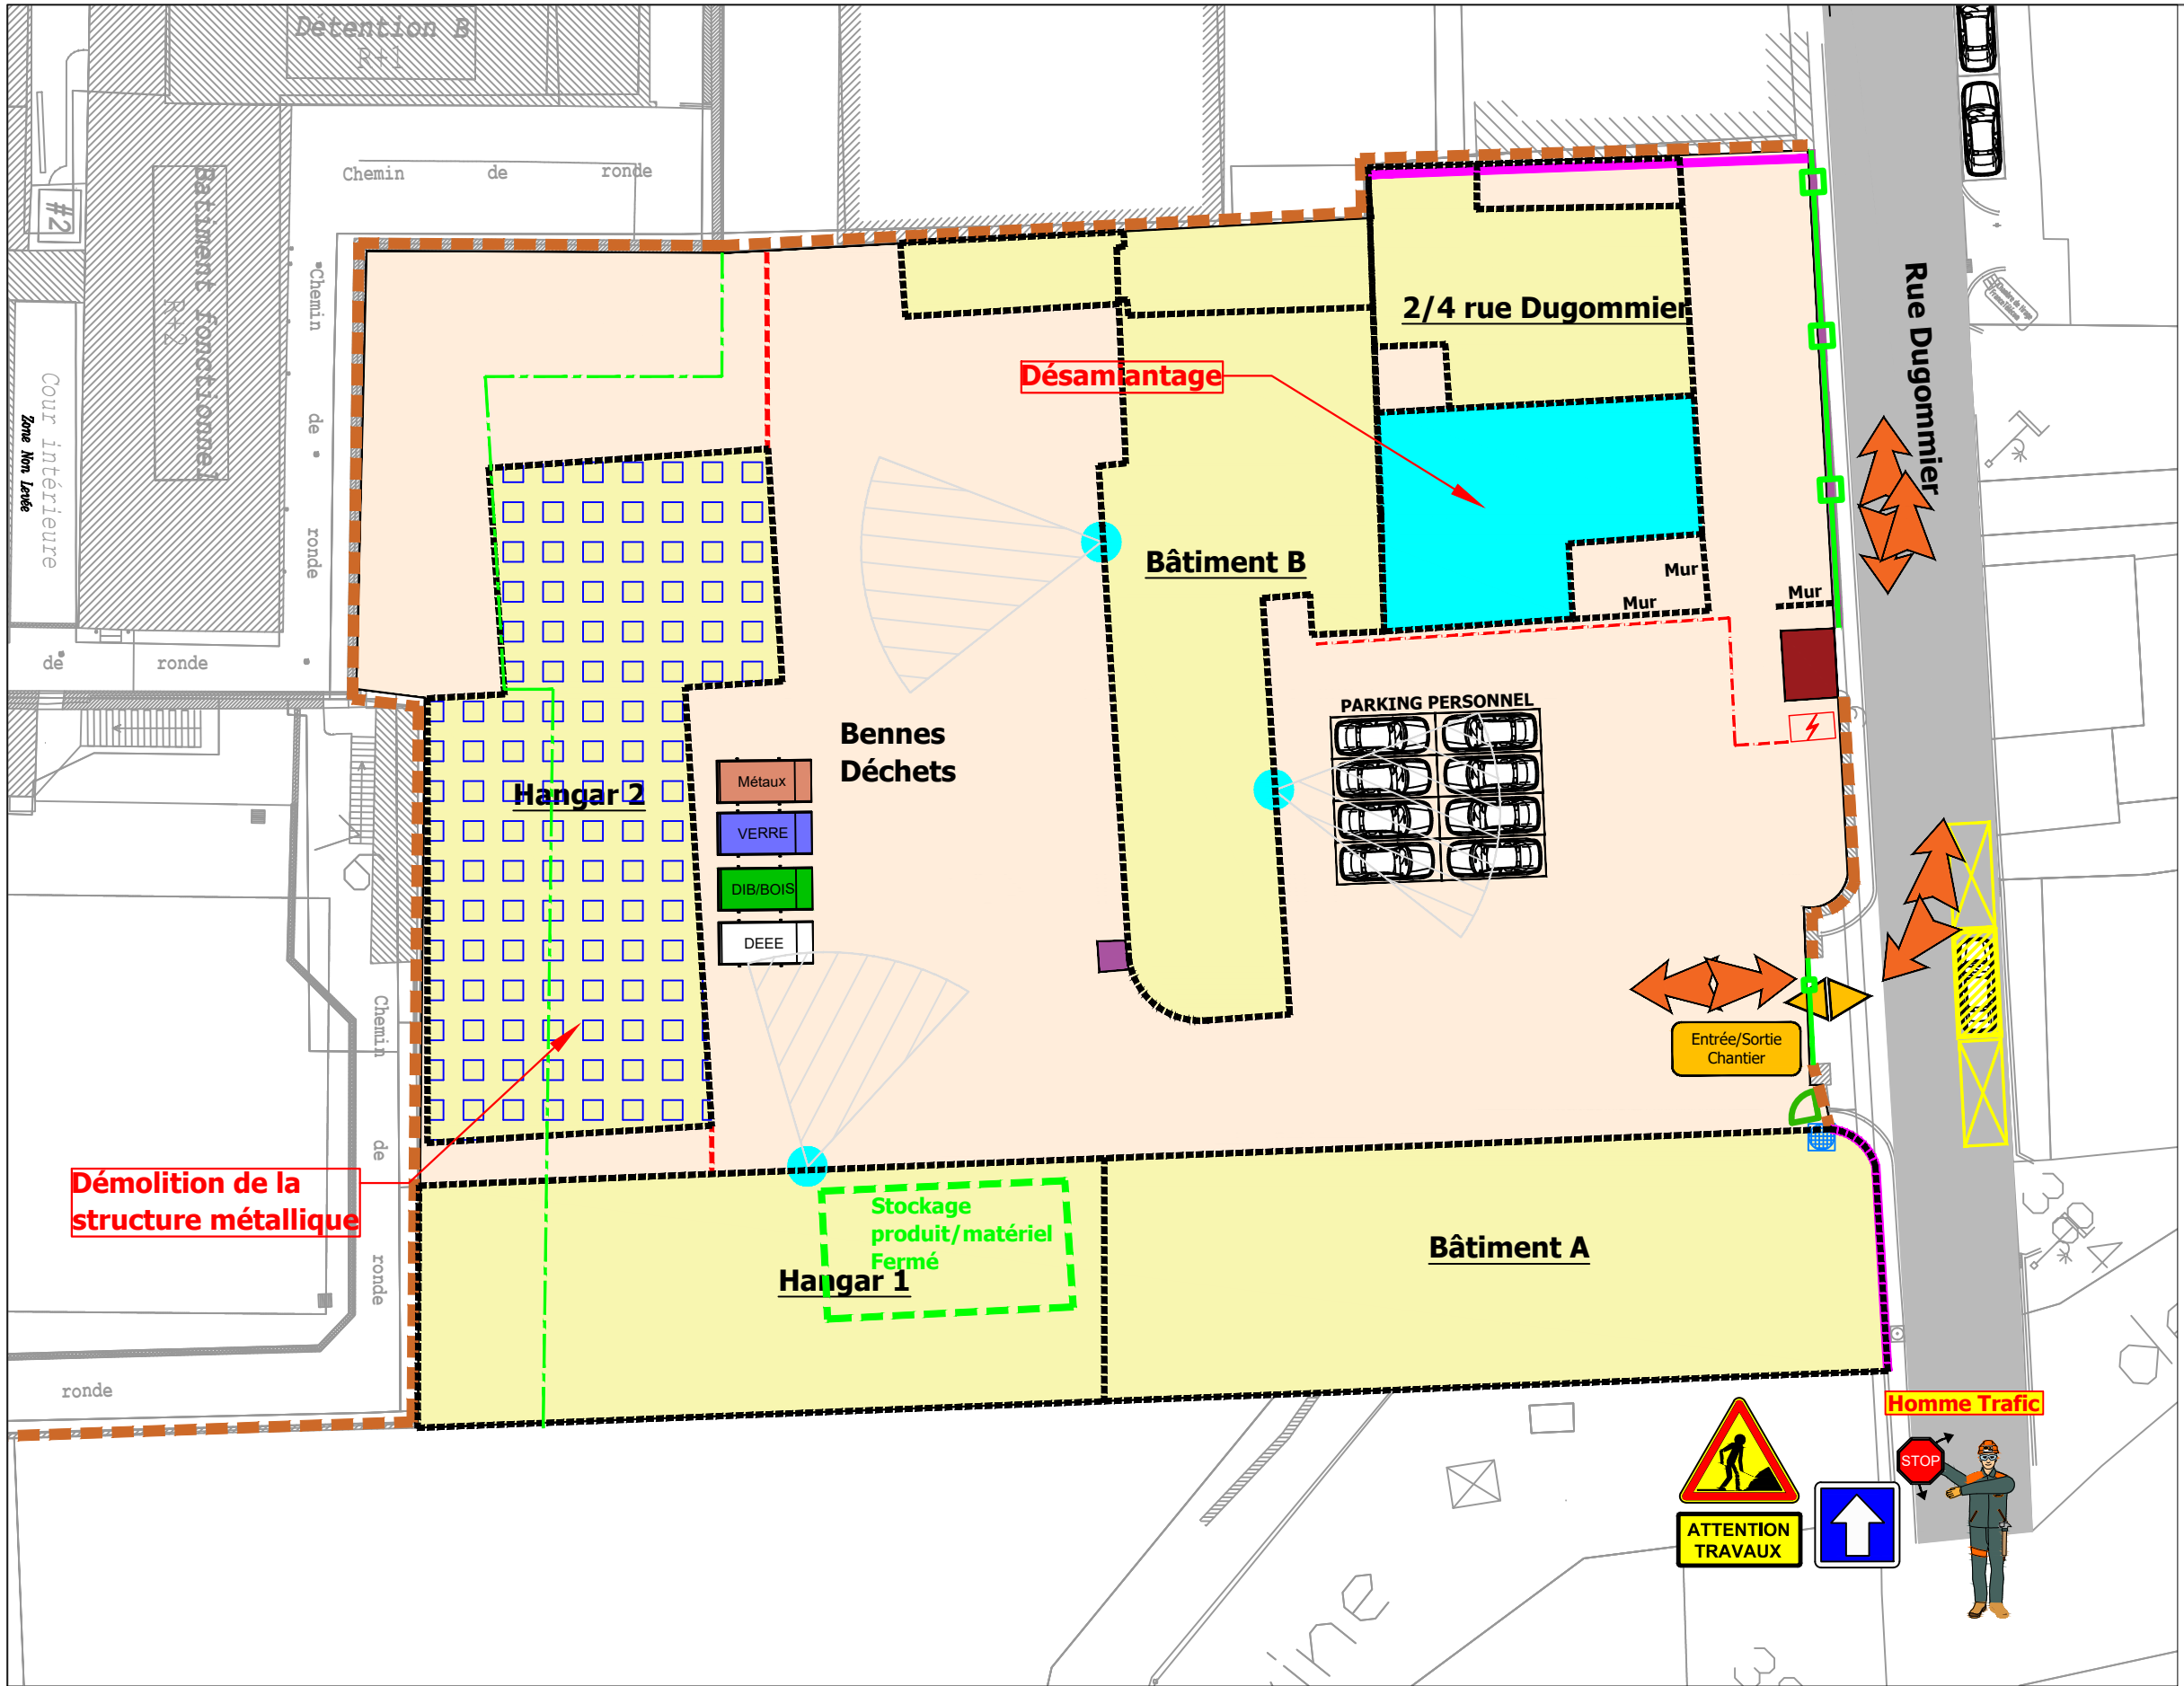 Détention B
R+1
Chemin de ronde
#2
Bâtiment fonctionnel
R+2
Chemin de ronde
Cour intérieure
Zone Non Levée
de ronde
2/4 rue Dugommier
Rue Dugommier
Désamiantage
Bâtiment B
Mur
Mur
Mur
PARKING PERSONNEL
Bennes
Déchets
Métaux
VERRE
DIB/BOIS
DEEE
Hangar 2
Entrée/Sortie
Chantier
Chemin de ronde
Démolition de la
structure métallique
Stockage
produit/matériel
Fermé
Hangar 1
Bâtiment A
ronde
Homme Trafic
STOP
ATTENTION
TRAVAUX